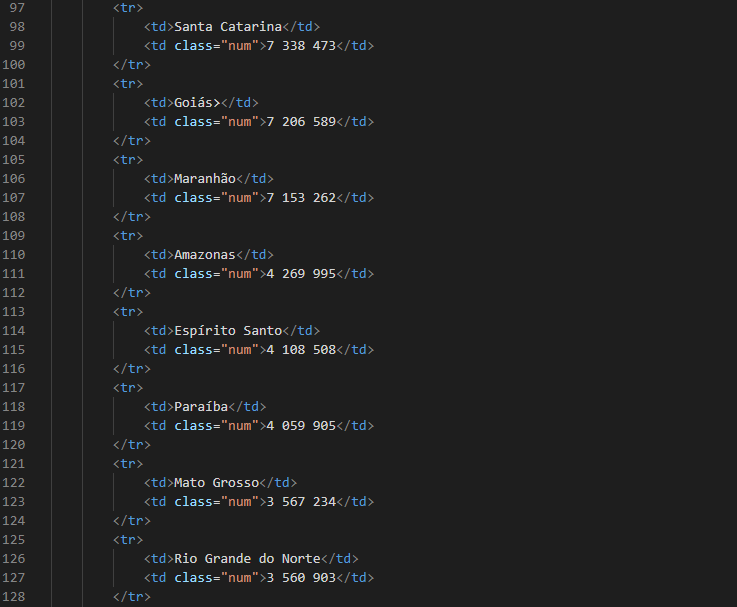 97 <tr>
98 <td>Santa Catarina</td>
99 <td class="num">7 338 473</td>
100 </tr>
101 <tr>
102 <td>Goiás></td>
103 <td class="num">7 206 589</td>
104 </tr>
105 <tr>
106 <td>Maranhão</td>
107 <td class="num">7 153 262</td>
108 </tr>
109 <tr>
110 <td>Amazonas</td>
111 <td class="num">4 269 995</td>
112 </tr>
113 <tr>
114 <td>Espírito Santo</td>
115 <td class="num">4 108 508</td>
116 </tr>
117 <tr>
118 <td>Paraíba</td>
119 <td class="num">4 059 905</td>
120 </tr>
121 <tr>
122 <td>Mato Grosso</td>
123 <td class="num">3 567 234</td>
124 </tr>
125 <tr>
126 <td>Rio Grande do Norte</td>
127 <td class="num">3 560 903</td>
128 </tr>